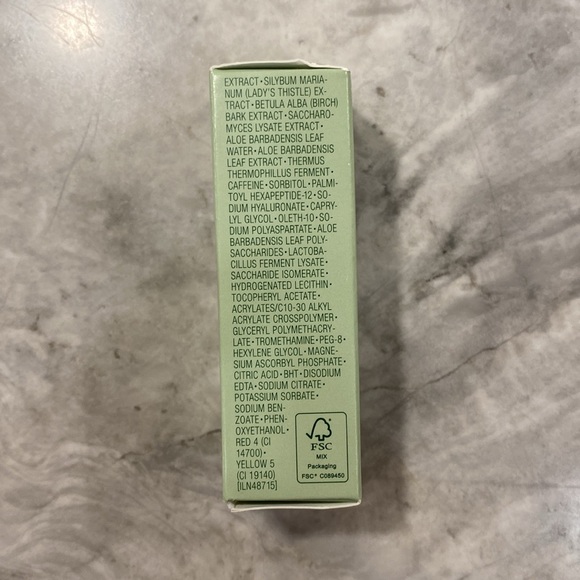 EXTRACT•SILYBUM MARIA-
NUM (LADY'S THISTLE) EX-
TRACT•BETULA ALBA (BIRCH)
BARK EXTRACT•SACCHARO-
MYCES LYSATE EXTRACT•
ALOE BARBADENSIS LEAF
WATER•ALOE BARBADENSIS
LEAF EXTRACT•THERMUS
THERMOPHILLUS FERMENT•
CAFFEINE•SORBITOL•PALMI-
TOYL HEXAPEPTIDE-12•SO-
DIUM HYALURONATE•CAPRY-
LYL GLYCOL•OLETH-10•SO-
DIUM POLYASPARTATE•ALOE
BARBADENSIS LEAF POLY-
SACCHARIDES•LACTOBA-
CILLUS FERMENT LYSATE•
SACCHARIDE ISOMERATE•
HYDROGENATED LECITHIN•
TOCOPHERYL ACETATE•
ACRYLATES/C10-30 ALKYL
ACRYLATE CROSSPOLYMER•
GLYCERYL POLYMETHACRY-
LATE•TROMETHAMINE•PEG-8•
HEXYLENE GLYCOL•MAGNE-
SIUM ASCORBYL PHOSPHATE•
CITRIC ACID•BHT•DISODIUM
EDTA•SODIUM CITRATE•
POTASSIUM SORBATE•
SODIUM BEN-
ZOATE•PHEN-
OXYETHANOL•
RED 4 (CI
14700)•
YELLOW 5
(CI 19140)
[ILN48715]
FSC
MIX
Packaging
FSC® C089450